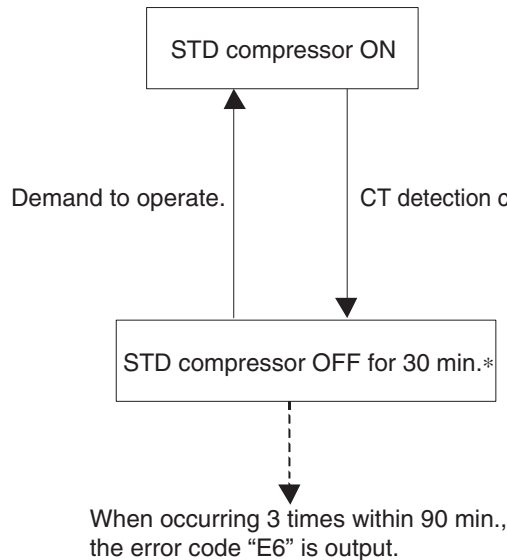 STD compressor ON
Demand to operate.
CT detection
STD compressor OFF for 30 min.*
When occurring 3 times within 90 min.,
the error code “E6” is output.